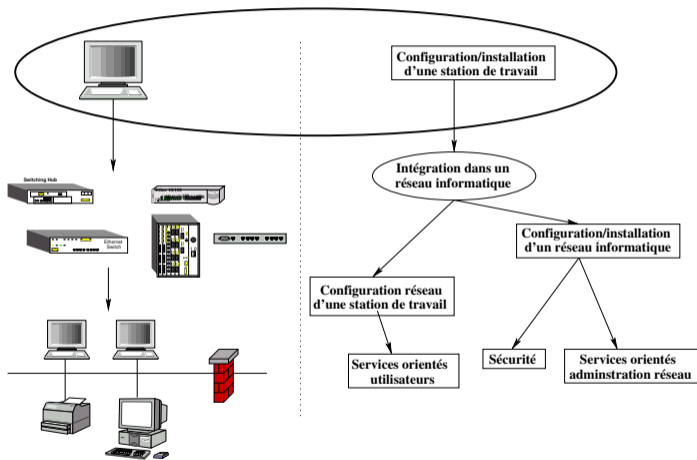 Configuration/installation
d'une station de travail
Switching Hub
Intégration dans un
réseau informatique
Ethernet
Switch
Configuration/installation
d'un réseau informatique
Configuration réseau
d'une station de travail
Services orientés
utilisateurs
Sécurité
Services orientés
adminstration réseau